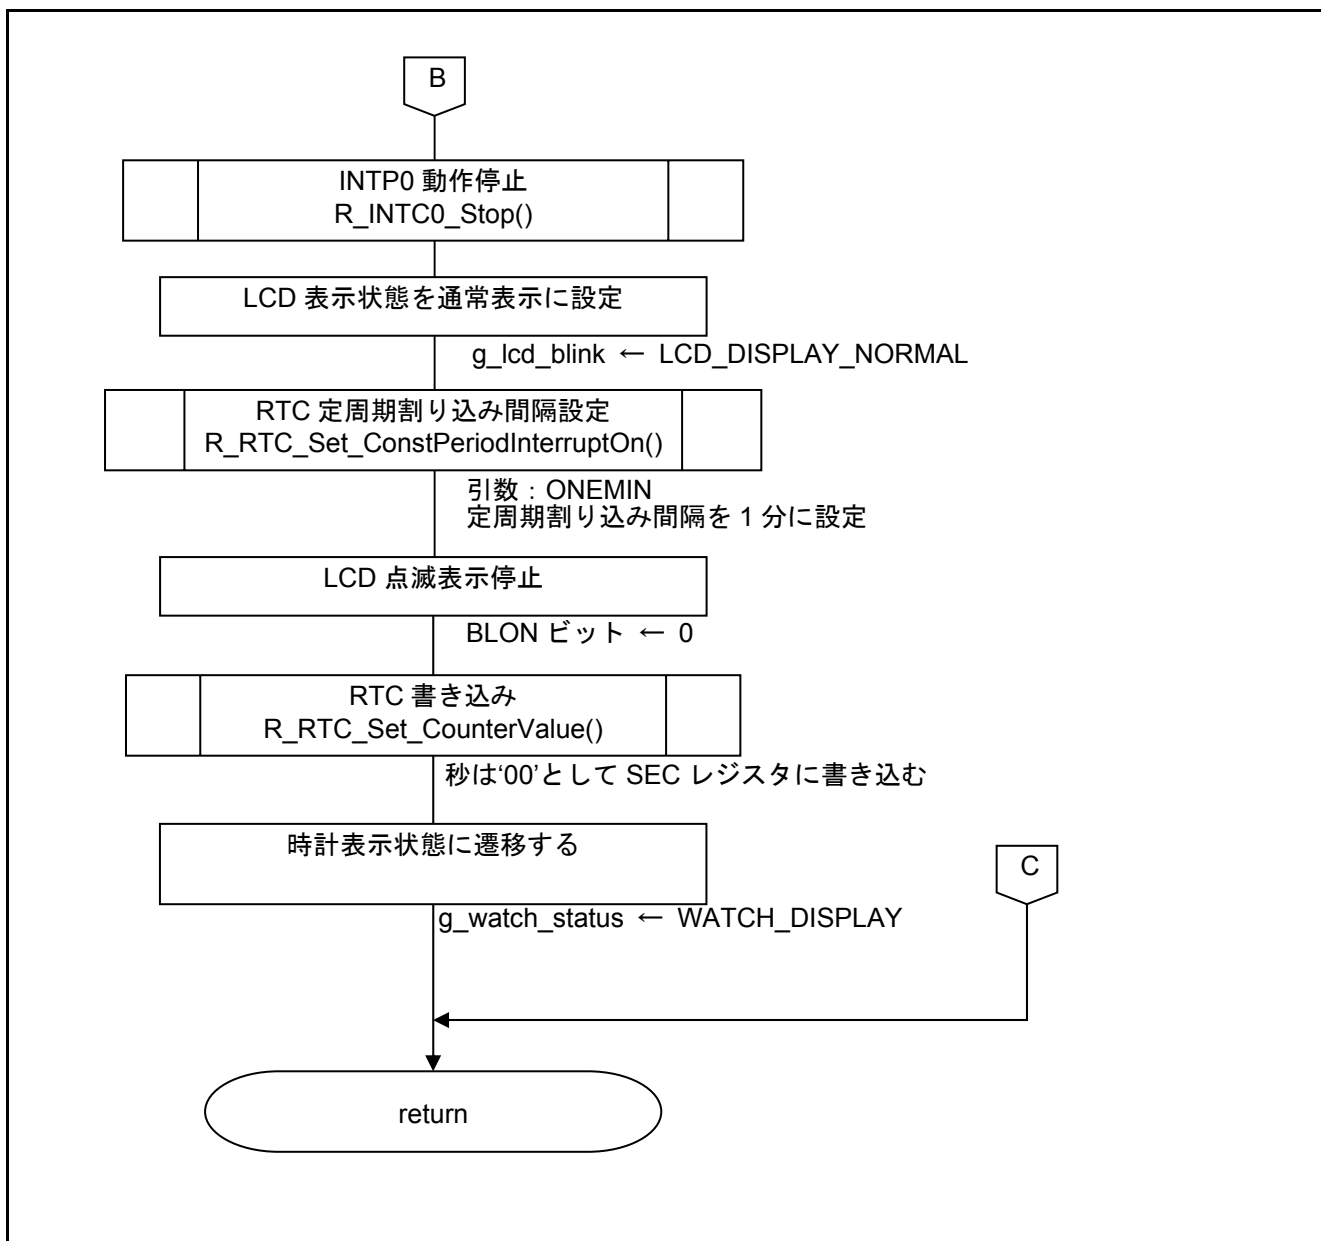 B
INTP0 動作停止
R_INTC0_Stop()
LCD 表示状態を通常表示に設定
g_lcd_blink ← LCD_DISPLAY_NORMAL
RTC 定周期割り込み間隔設定
R_RTC_Set_ConstPeriodInterruptOn()
引数：ONEMIN
定周期割り込み間隔を 1 分に設定
LCD 点滅表示停止
BLON ビット ← 0
RTC 書き込み
R_RTC_Set_CounterValue()
秒は‘00’として SEC レジスタに書き込む
時計表示状態に遷移する
C
g_watch_status ← WATCH_DISPLAY
return